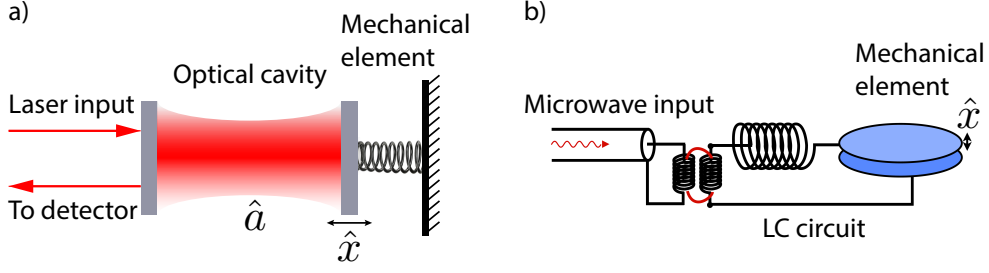 a)
Mechanical
element
Optical cavity
Laser input
To detector
â
x̂
b)
Mechanical
element
Microwave input
x̂
LC circuit